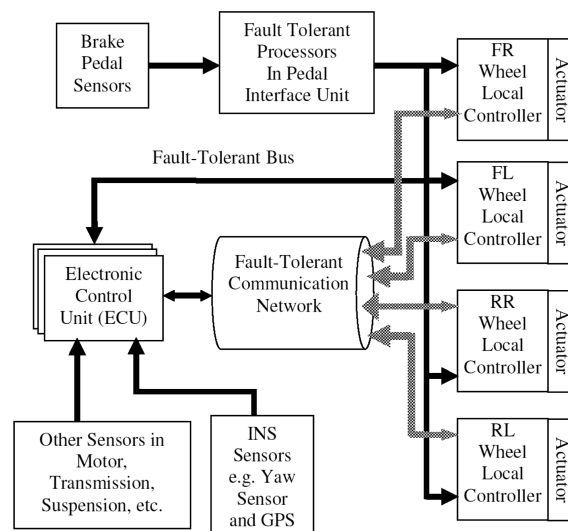 Brake
Pedal
Sensors
Fault Tolerant
Processors
In Pedal
Interface Unit
FR
Wheel
Local
Controller
Actuator
Fault-Tolerant Bus
FL
Wheel
Local
Controller
Actuator
Electronic
Control
Unit (ECU)
Fault-Tolerant
Communication
Network
RR
Wheel
Local
Controller
Actuator
RL
Wheel
Local
Controller
Actuator
Other Sensors in
Motor,
Transmission,
Suspension, etc.
INS
Sensors
e.g. Yaw
Sensor
and GPS